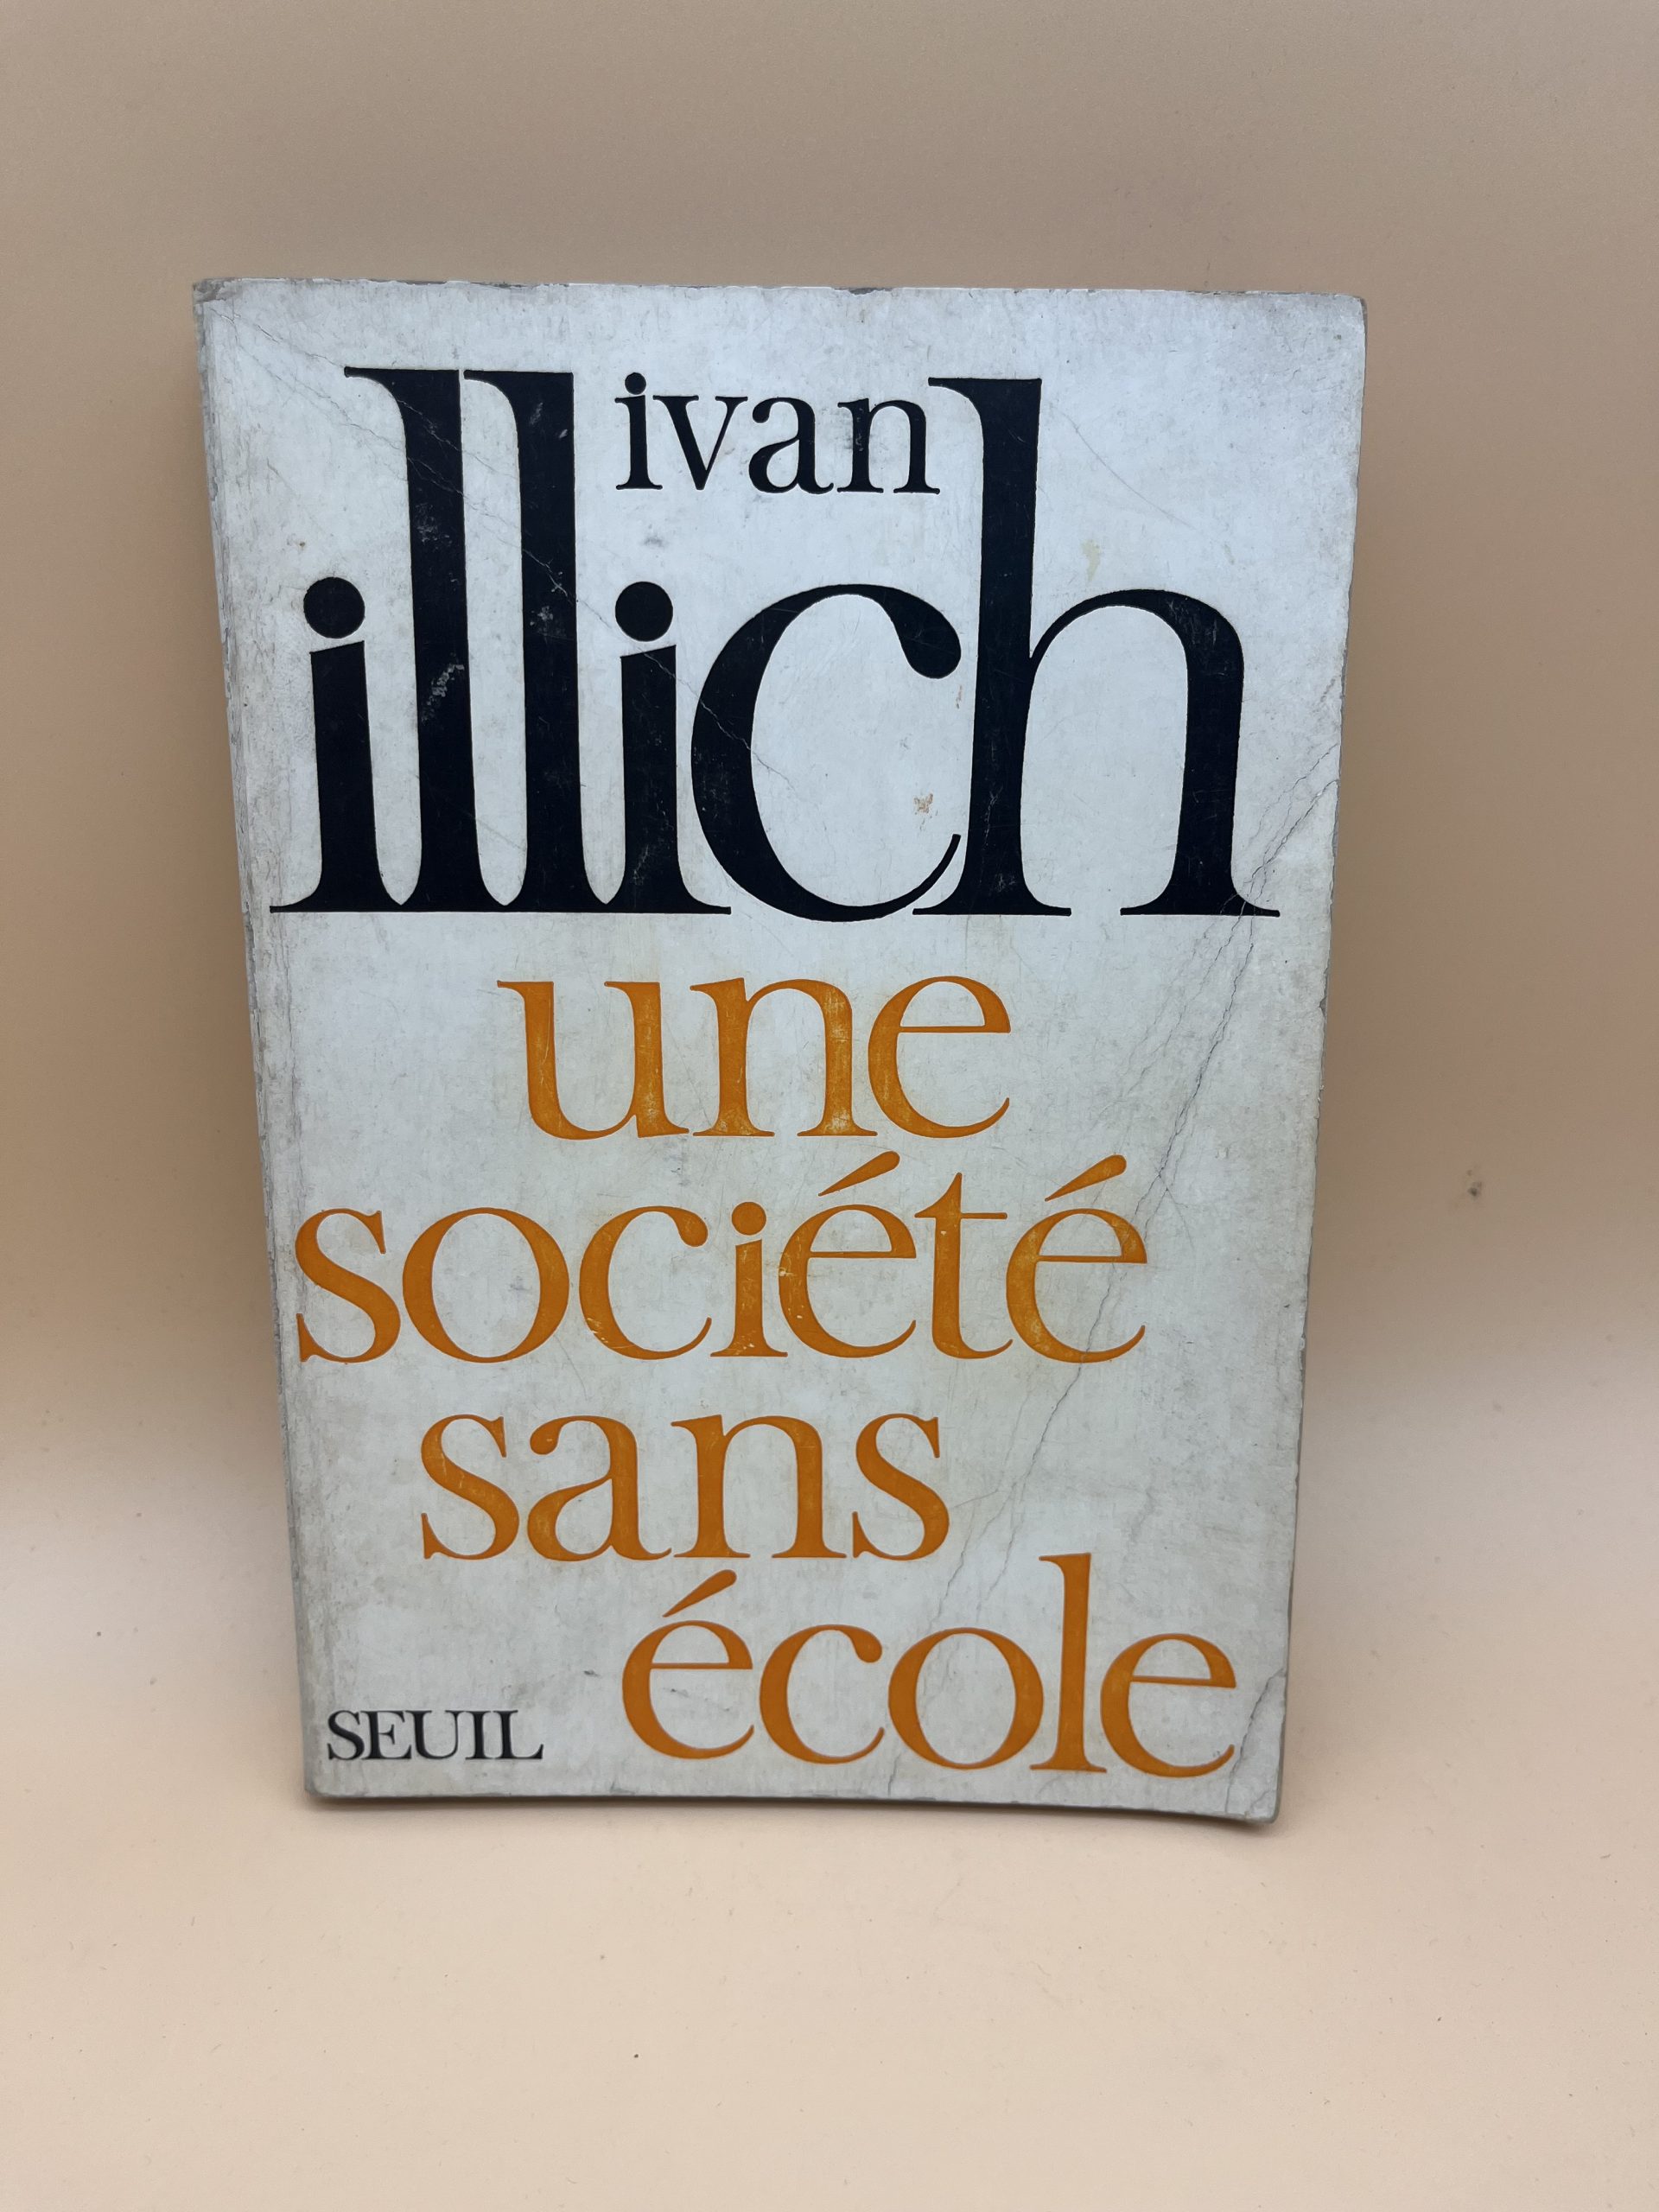 ivan
illich
une
société
sans
école
SEUIL